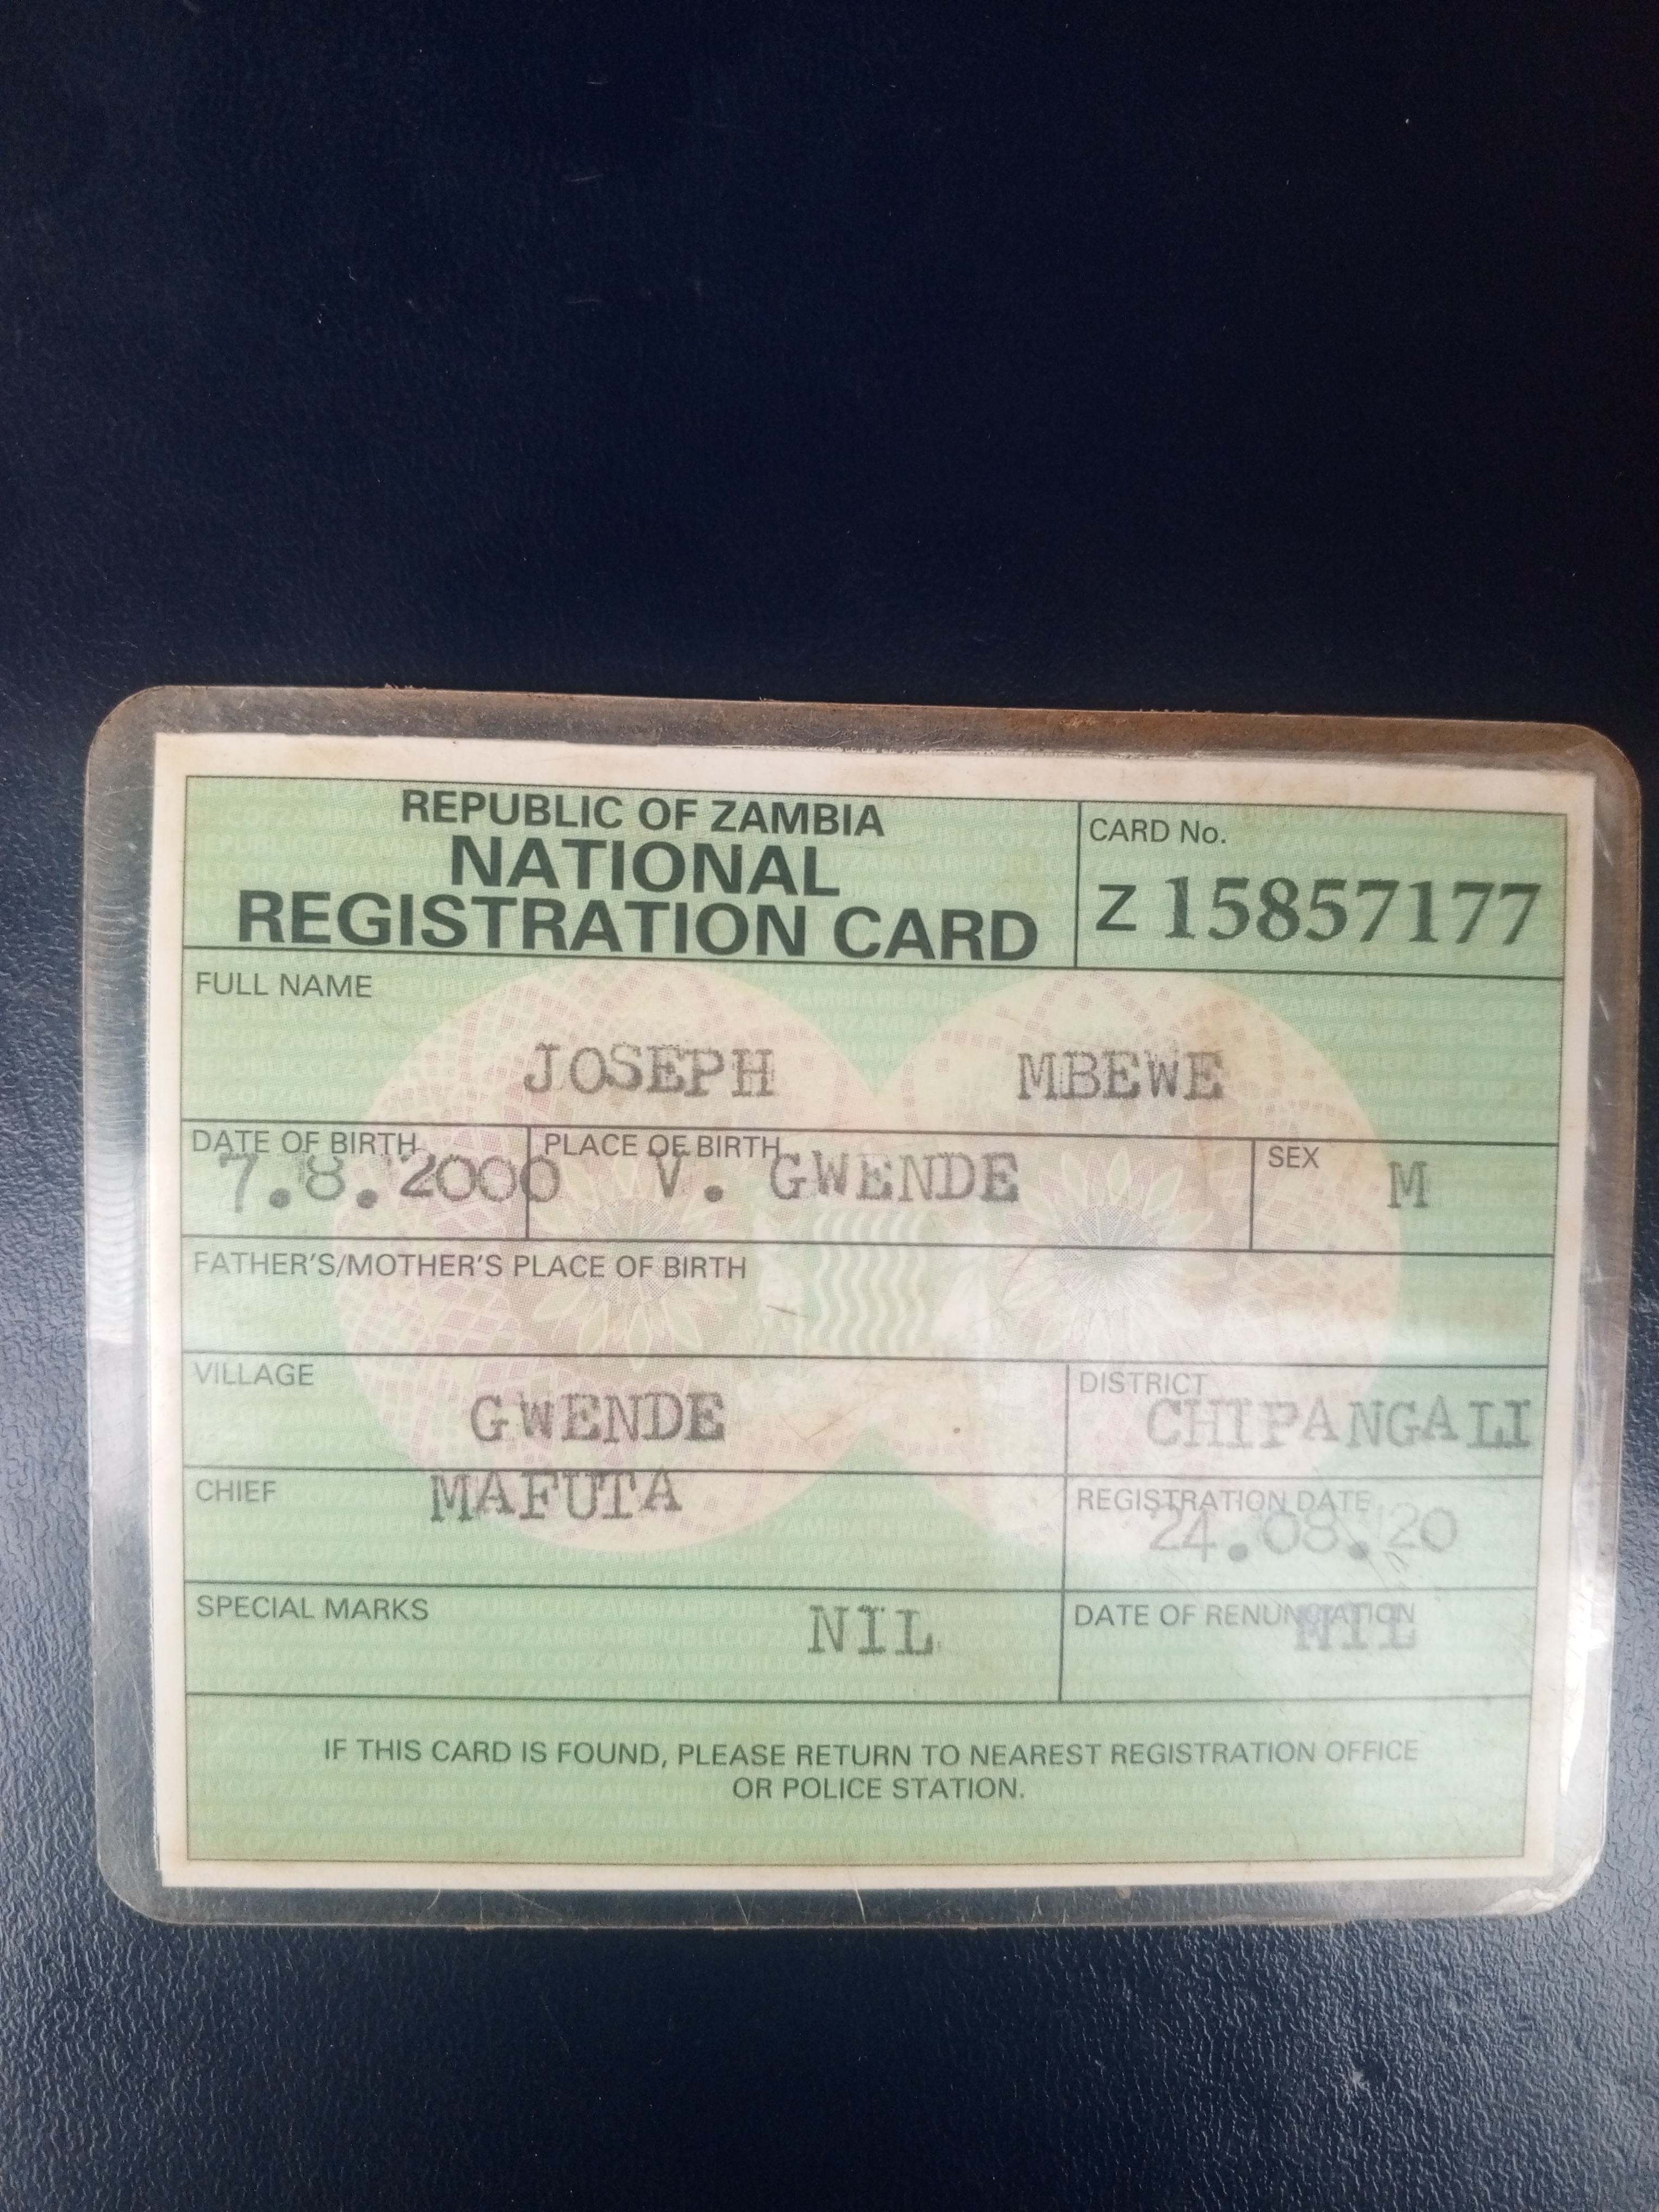 REPUBLIC OF ZAMBIA
NATIONAL
REGISTRATION CARD
CARD No.
Z 15857177
FULL NAME
JOSEPH MBEWE
DATE OF BIRTH
7.8.2000
PLACE OF BIRTH
V. GWENDE
SEX
M
FATHER'S/MOTHER'S PLACE OF BIRTH
VILLAGE
GWENDE
DISTRICT
CHIPANGALI
CHIEF
MAFUTA
REGISTRATION DATE
24.08.20
SPECIAL MARKS
NIL
DATE OF RENUNCIATION
NIL
IF THIS CARD IS FOUND, PLEASE RETURN TO NEAREST REGISTRATION OFFICE
OR POLICE STATION.